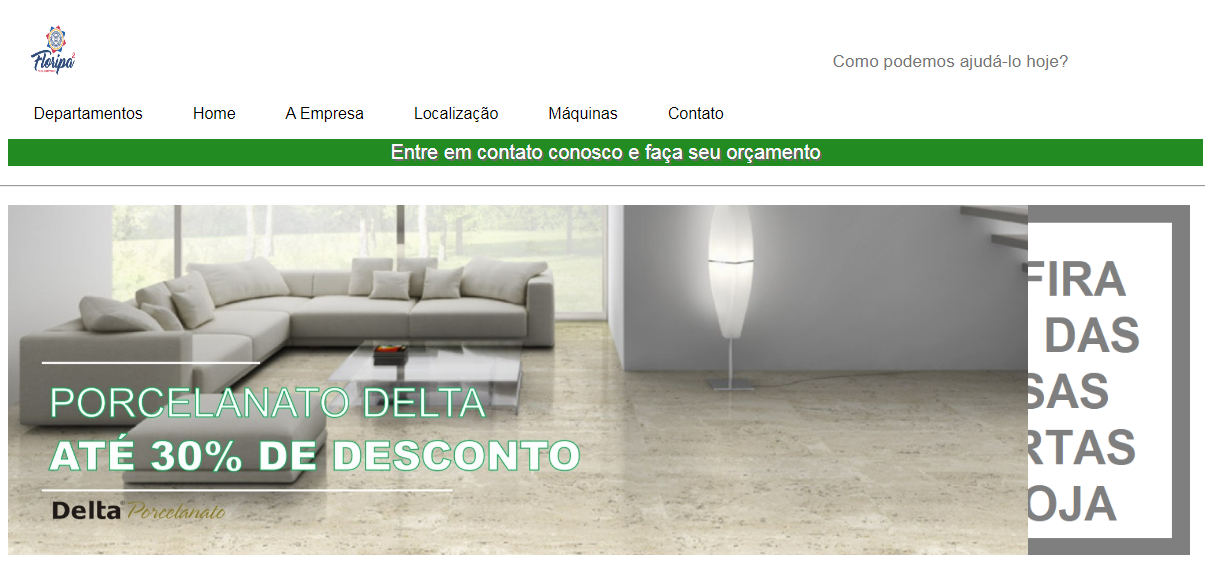 Floripa
Como podemos ajudá-lo hoje?
Departamentos Home A Empresa Localização Máquinas Contato
Entre em contato conosco e faça seu orçamento
PORCELANATO DELTA
ATÉ 30% DE DESCONTO
Delta Porcelanato
FIRA
DAS
SAS
RTAS
OJA